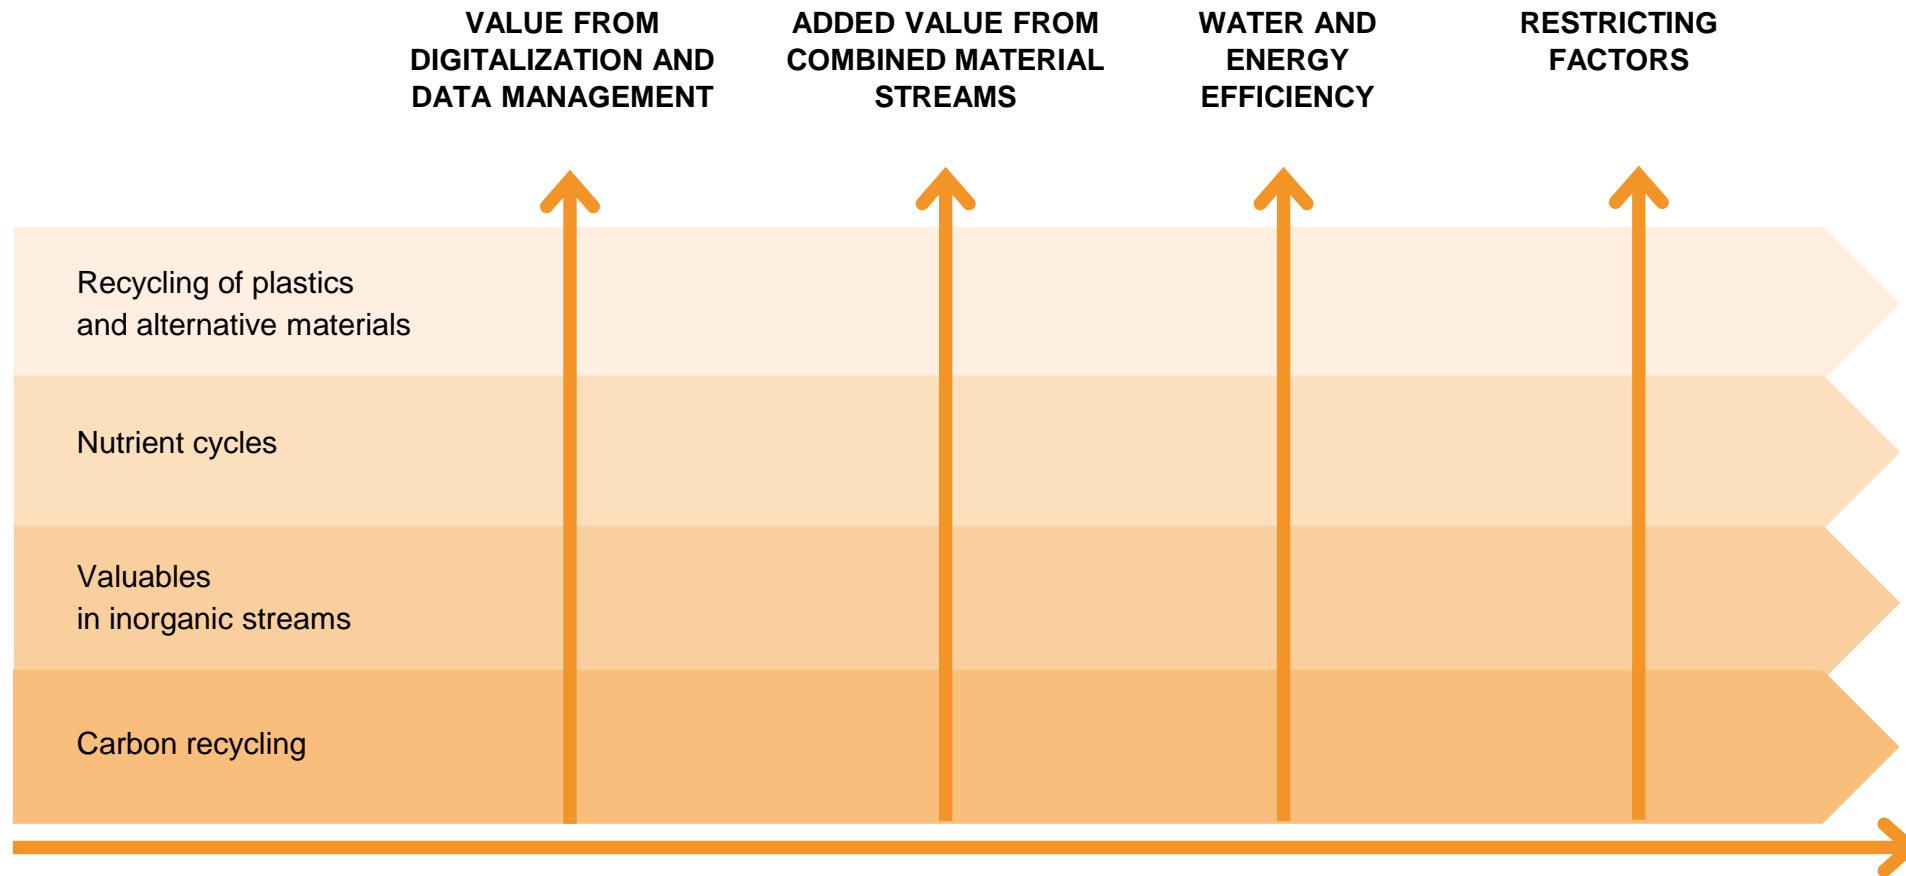 VALUE FROM
DIGITALIZATION AND
DATA MANAGEMENT
ADDED VALUE FROM
COMBINED MATERIAL
STREAMS
WATER AND
ENERGY
EFFICIENCY
RESTRICTING
FACTORS
Recycling of plastics
and alternative materials
Nutrient cycles
Valuables
in inorganic streams
Carbon recycling